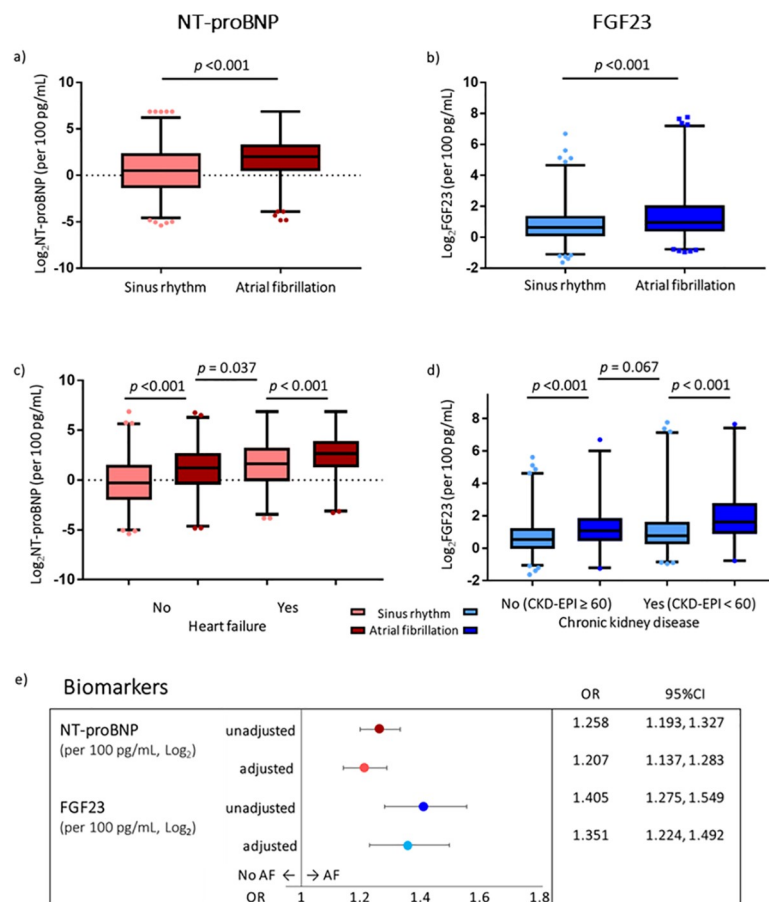 NT-proBNP
FGF23
a)
p <0.001
10
5
0
-5
-10
Log₂NT-proBNP (per 100 pg/mL)
Sinus rhythm
Atrial fibrillation
b)
p <0.001
10
8
6
4
2
0
-2
Log₂FGF23 (per 100 pg/mL)
Sinus rhythm
Atrial fibrillation
c)
p <0.001
p = 0.037
p < 0.001
10
5
0
-5
-10
Log₂NT-proBNP (per 100 pg/mL)
No
Yes
Heart failure
Sinus rhythm
Atrial fibrillation
d)
p <0.001
p = 0.067
p < 0.001
8
6
4
2
0
-2
Log₂FGF23 (per 100 pg/mL)
No (CKD-EPI ≥ 60)
Yes (CKD-EPI < 60)
Chronic kidney disease
e) Biomarkers
OR 95%CI
NT-proBNP
(per 100 pg/mL, Log₂)
unadjusted 1.258 1.193, 1.327
adjusted 1.207 1.137, 1.283
FGF23
(per 100 pg/mL, Log₂)
unadjusted 1.405 1.275, 1.549
adjusted 1.351 1.224, 1.492
No AF ← → AF
OR 1 1.2 1.4 1.6 1.8